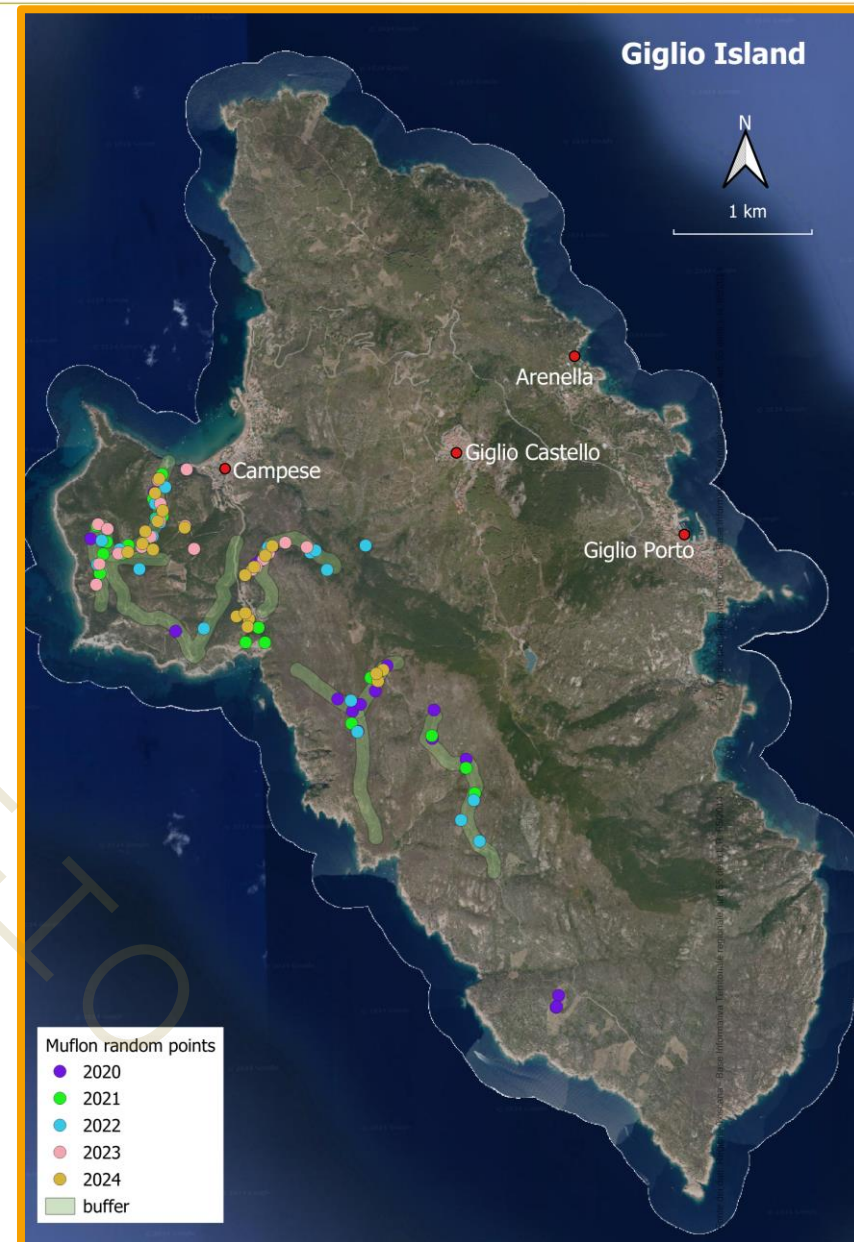 Giglio Island
N
1 km
Arenella
Giglio Castello
Campese
Giglio Porto
Muflon random points
2020
2021
2022
2023
2024
buffer